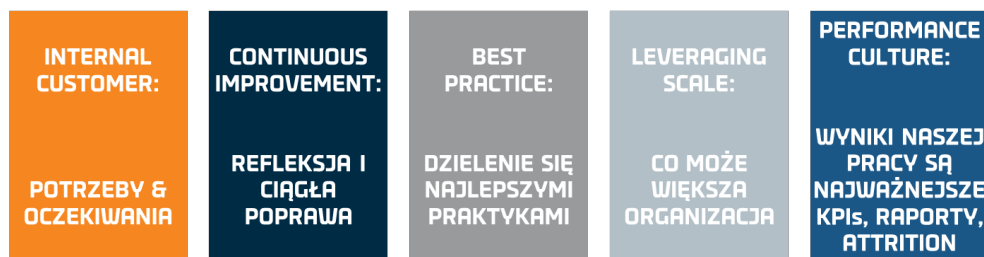 INTERNAL
CUSTOMER:
POTRZEBY &
OCZEKIWANIA
CONTINUOUS
IMPROVEMENT:
REFLEKSJA I
CIĄGŁA
POPRAWA
BEST
PRACTICE:
DZIELENIE SIĘ
NAJLEPSZYMI
PRAKTYKAMI
LEVERAGING
SCALE:
CO MOŻE
WIĘKSZA
ORGANIZACJA
PERFORMANCE
CULTURE:
WYNIKI NASZEJ
PRACY SĄ
NAJWAŻNEJSZE
KPIs, RAPORTY,
ATTRITION